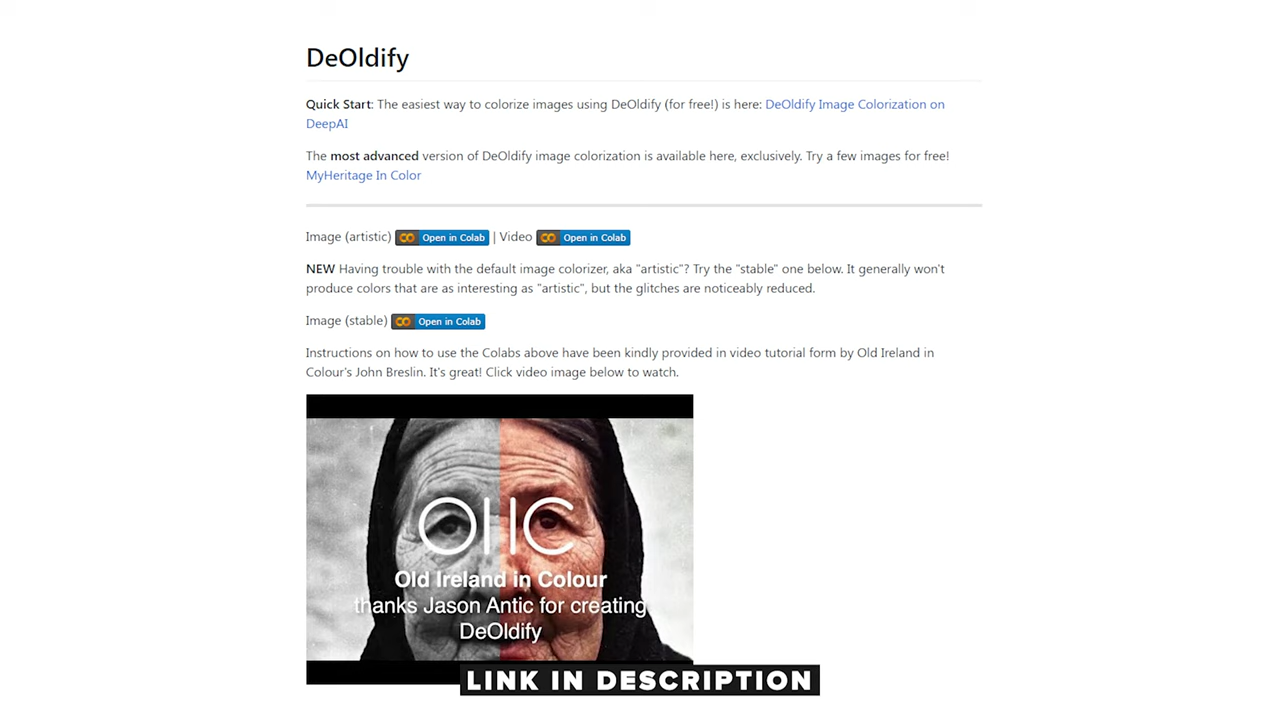 DeOldify
Quick Start: The easiest way to colorize images using DeOldify (for free!) is here: DeOldify Image Colorization on
DeepAI
The most advanced version of DeOldify image colorization is available here, exclusively. Try a few images for free!
MyHeritage In Color
Image (artistic) CO Open in Colab | Video CO Open in Colab
NEW Having trouble with the default image colorizer, aka "artistic"? Try the "stable" one below. It generally won't
produce colors that are as interesting as "artistic", but the glitches are noticeably reduced.
Image (stable) CO Open in Colab
Instructions on how to use the Colabs above have been kindly provided in video tutorial form by Old Ireland in
Colour's John Breslin. It's great! Click video image below to watch.
OIIC
Old Ireland in Colour
thanks Jason Antic for creating
DeOldify
LINK IN DESCRIPTION